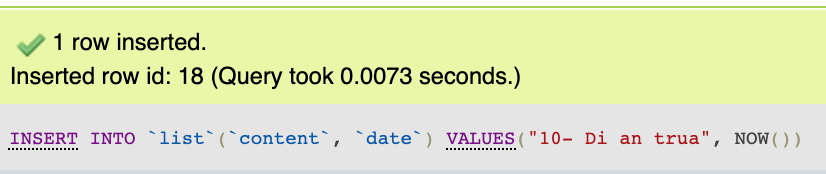 1 row inserted.
Inserted row id: 18 (Query took 0.0073 seconds.)
INSERT INTO `list`(`content`, `date`) VALUES("10- Di an trua", NOW())